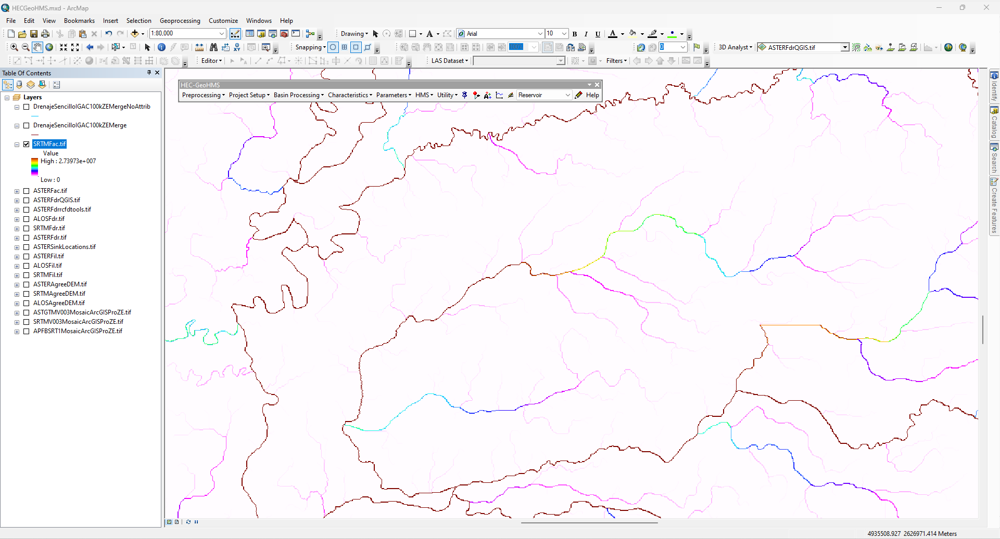 HECGeoHMS.mxd - ArcMap
File Edit View Bookmarks Insert Selection Geoprocessing Customize Windows Help
1:80,000 Drawing Arial 10 B I U A
Snapping 100% 0 3D Analyst ASTERFdrQGIS.tif
Editor LAS Dataset Filters
Table Of Contents
Layers
DrenajeSencilloIGAC100kZEMergeNoAttrib
DrenajeSencilloIGAC100kZEMerge
SRTMFac.tif
Value
High : 2.73973e+007
Low : 0
ASTERFac.tif
ASTERFdrQGIS.tif
ASTERFdrrcfdtools.tif
ALOSFdr.tif
SRTMFdr.tif
ASTERFdr.tif
ASTERSinkLocations.tif
ASTERFil.tif
ALOSFil.tif
SRTMFil.tif
ASTERAgreeDEM.tif
SRTMAgreeDEM.tif
ALOSAgreeDEM.tif
ASTGTMV003MosaicArcGISProZE.tif
SRTMV003MosaicArcGISProZE.tif
APFBSRT1MosaicArcGISProZE.tif
HEC-GeoHMS
Preprocessing Project Setup Basin Processing Characteristics Parameters HMS Utility Reservoir Help
Identify
Catalog
Search
Create Features
4935508.927 2626971.414 Meters